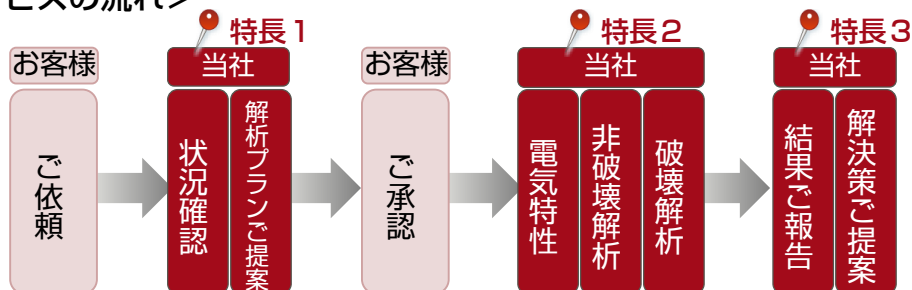 ビスの流れ>
特長1
特長2
特長3
お客様
当社
お客様
当社
当社
ご依頼
状況確認
解析プランご提案
ご承認
電気特性
非破壊解析
破壊解析
結果ご報告
解決策ご提案